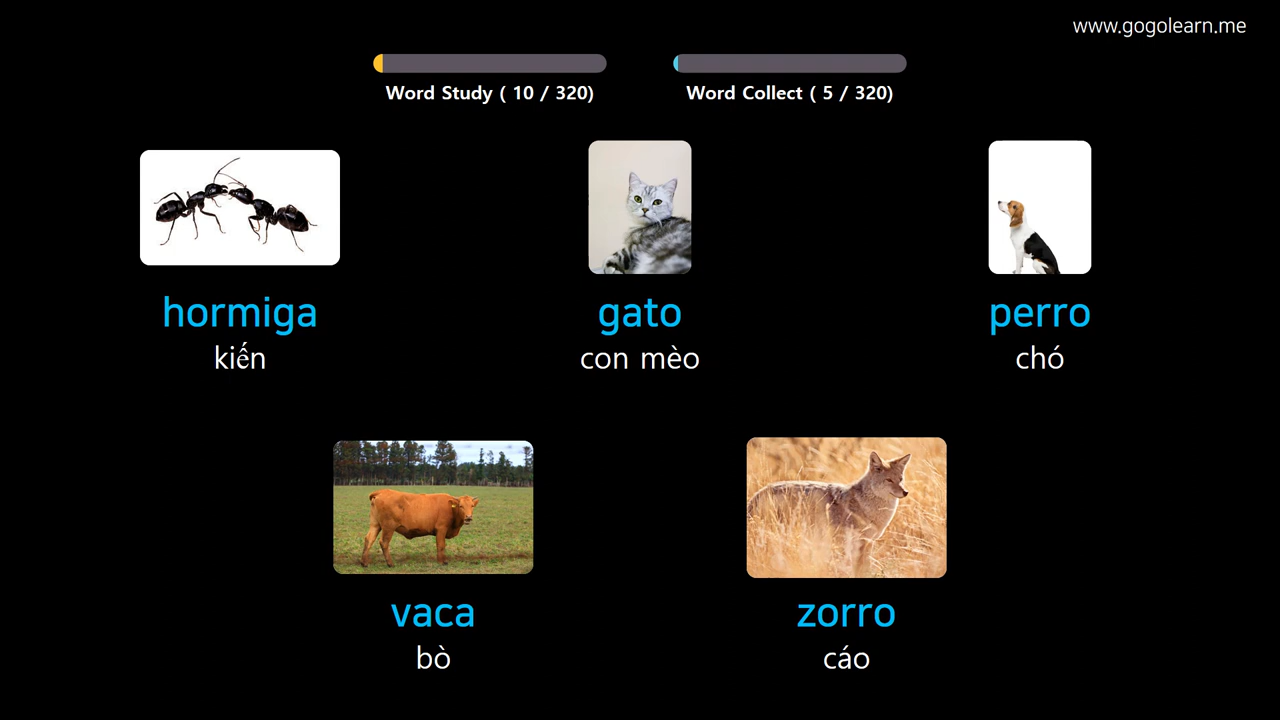 www.gogolearn.me
Word Study ( 10 / 320)
Word Collect ( 5 / 320)
hormiga
kiến
gato
con mèo
perro
chó
vaca
bò
zorro
cáo